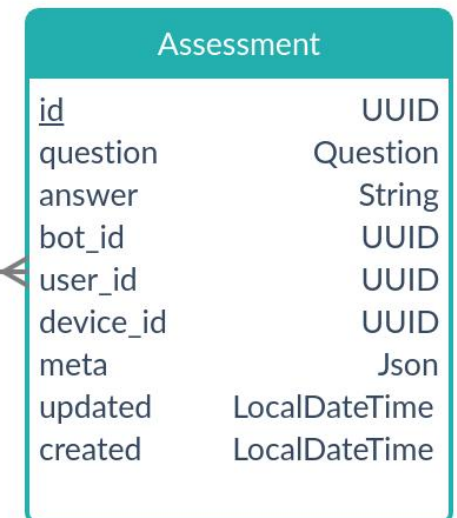 Assessment
id UUID
question Question
answer String
bot_id UUID
user_id UUID
device_id UUID
meta Json
updated LocalDateTime
created LocalDateTime